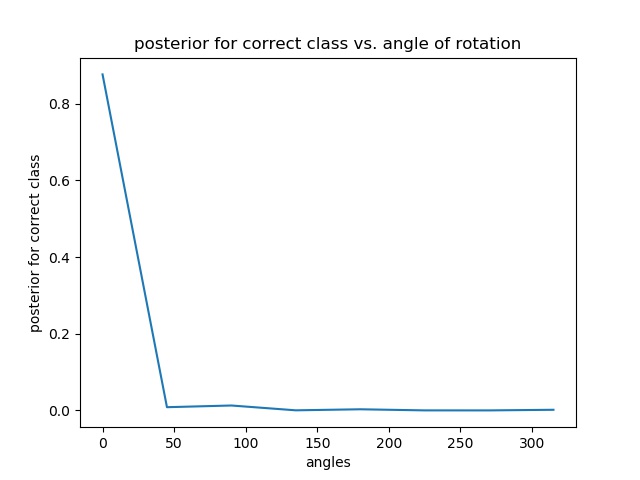 posterior for correct class vs. angle of rotation
posterior for correct class
0.8
0.6
0.4
0.2
0.0
0 50 100 150 200 250 300
angles